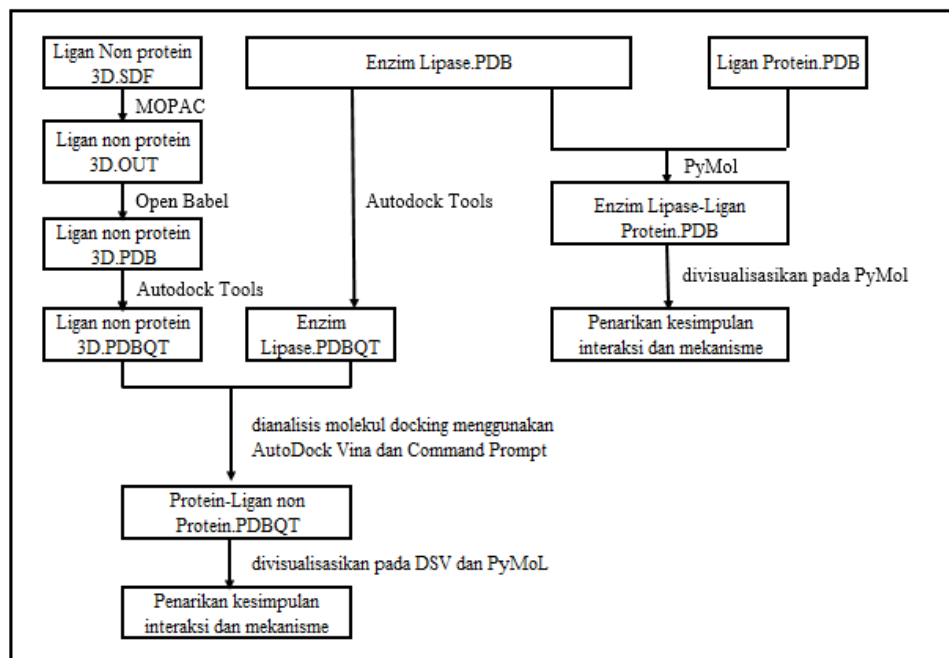 Ligan Non protein
3D.SDF
Enzim Lipase.PDB
Ligan Protein.PDB
MOPAC
Ligan non protein
3D.OUT
PyMol
Open Babel
Autodock Tools
Enzim Lipase-Ligan
Protein.PDB
Ligan non protein
3D.PDB
divisualisasikan pada PyMol
Autodock Tools
Ligan non protein
3D.PDBQT
Enzim
Lipase.PDBQT
Penarikan kesimpulan
interaksi dan mekanisme
dianalisis molekul docking menggunakan
AutoDock Vina dan Command Prompt
Protein-Ligan non
Protein.PDBQT
divisualisasikan pada DSV dan PyMoL
Penarikan kesimpulan
interaksi dan mekanisme